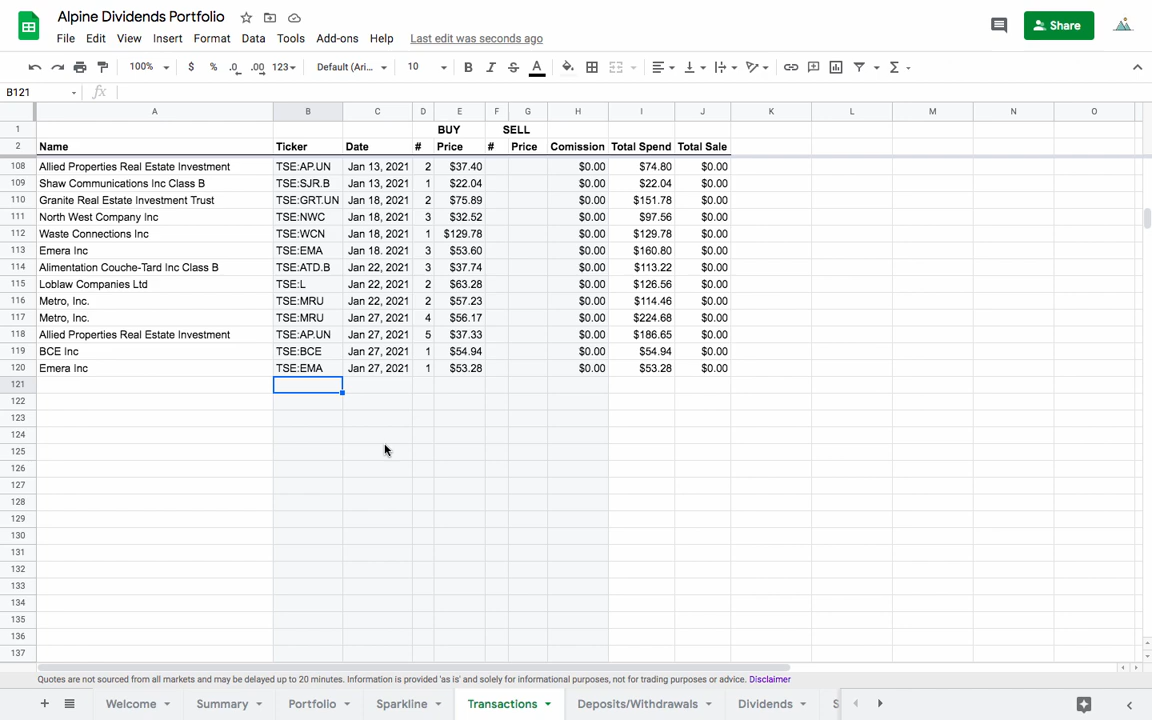 Alpine Dividends Portfolio
File Edit View Insert Format Data Tools Add-ons Help Last edit was seconds ago
Share
100% $ % .0 .00 123 Default (Ari... 10 B I S A
B121 fx
A B C D E F G H I J K L M N O
1 BUY SELL
2 Name Ticker Date # Price # Price Comission Total Spend Total Sale
108 Allied Properties Real Estate Investment TSE:AP.UN Jan 13, 2021 2 $37.40 $0.00 $74.80 $0.00
109 Shaw Communications Inc Class B TSE:SJR.B Jan 13, 2021 1 $22.04 $0.00 $22.04 $0.00
110 Granite Real Estate Investment Trust TSE:GRT.UN Jan 18, 2021 2 $75.89 $0.00 $151.78 $0.00
111 North West Company Inc TSE:NWC Jan 18, 2021 3 $32.52 $0.00 $97.56 $0.00
112 Waste Connections Inc TSE:WCN Jan 18, 2021 1 $129.78 $0.00 $129.78 $0.00
113 Emera Inc TSE:EMA Jan 18. 2021 3 $53.60 $0.00 $160.80 $0.00
114 Alimentation Couche-Tard Inc Class B TSE:ATD.B Jan 22, 2021 3 $37.74 $0.00 $113.22 $0.00
115 Loblaw Companies Ltd TSE:L Jan 22, 2021 2 $63.28 $0.00 $126.56 $0.00
116 Metro, Inc. TSE:MRU Jan 22, 2021 2 $57.23 $0.00 $114.46 $0.00
117 Metro, Inc. TSE:MRU Jan 27, 2021 4 $56.17 $0.00 $224.68 $0.00
118 Allied Properties Real Estate Investment TSE:AP.UN Jan 27, 2021 5 $37.33 $0.00 $186.65 $0.00
119 BCE Inc TSE:BCE Jan 27, 2021 1 $54.94 $0.00 $54.94 $0.00
120 Emera Inc TSE:EMA Jan 27, 2021 1 $53.28 $0.00 $53.28 $0.00
121
122
123
124
125
126
127
128
129
130
131
132
133
134
135
136
137
Quotes are not sourced from all markets and may be delayed up to 20 minutes. Information is provided 'as is' and solely for informational purposes, not for trading purposes or advice. Disclaimer
Welcome Summary Portfolio Sparkline Transactions Deposits/Withdrawals Dividends S